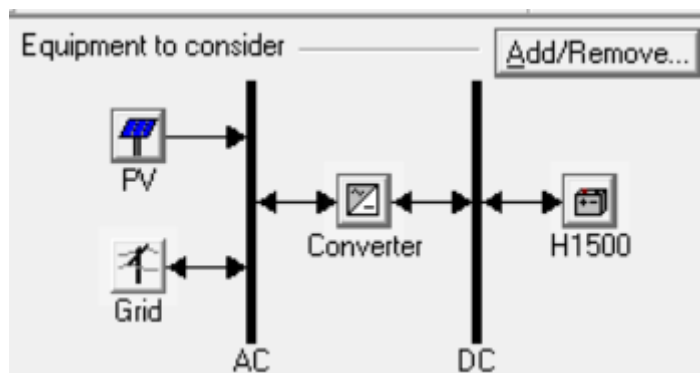 Equipment to consider
Add/Remove...
PV
Converter
H1500
Grid
AC
DC